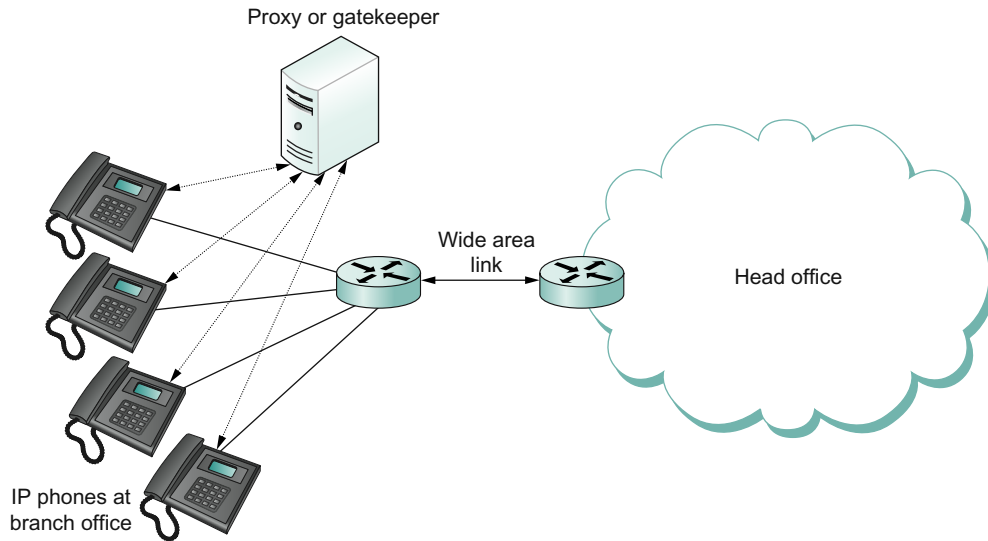 Proxy or gatekeeper
Wide area
link
Head office
IP phones at
branch office